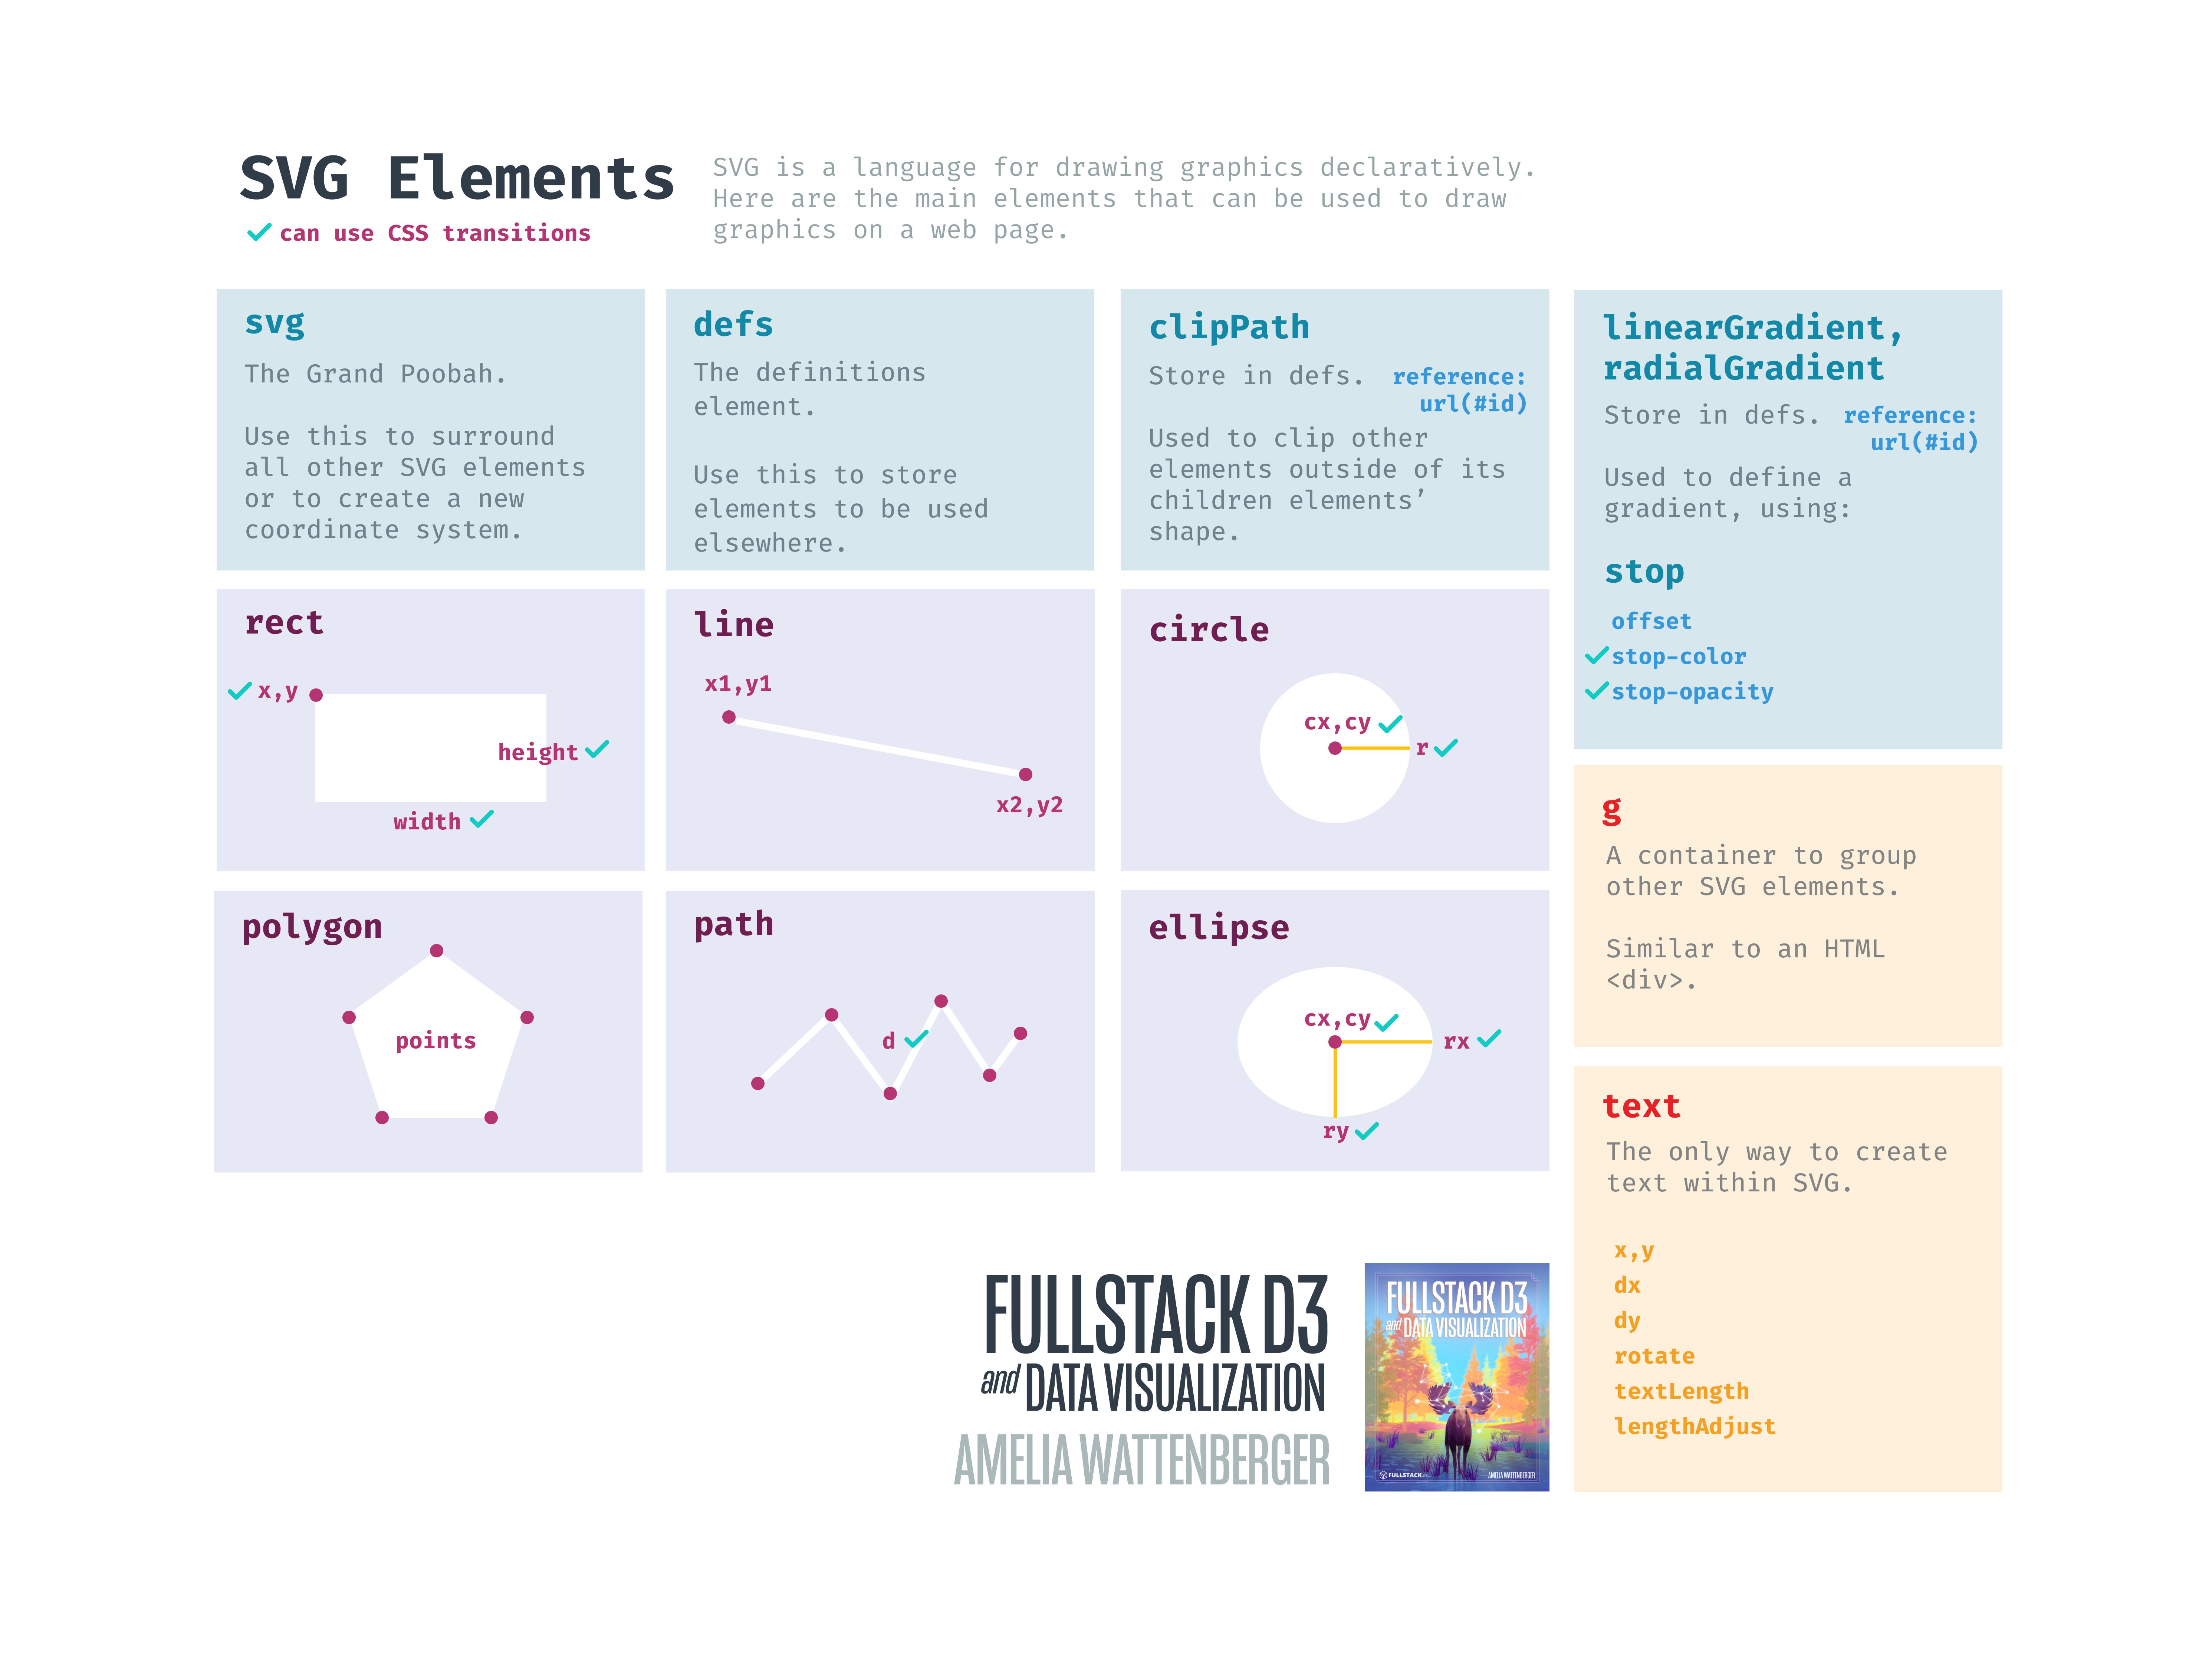 SVG Elements
can use CSS transitions
SVG is a language for drawing graphics declaratively.
Here are the main elements that can be used to draw
graphics on a web page.
svg
The Grand Poobah.
Use this to surround
all other SVG elements
or to create a new
coordinate system.
defs
The definitions
element.
Use this to store
elements to be used
elsewhere.
clipPath
Store in defs.
reference:
url(#id)
Used to clip other
elements outside of its
children elements’
shape.
linearGradient,
radialGradient
Store in defs.
reference:
url(#id)
Used to define a
gradient, using:
stop
offset
stop-color
stop-opacity
rect
x,y
height
width
line
x1,y1
x2,y2
circle
cx,cy
r
g
A container to group
other SVG elements.
Similar to an HTML
<div>.
polygon
points
path
d
ellipse
cx,cy
rx
ry
text
The only way to create
text within SVG.
x,y
dx
dy
rotate
textLength
lengthAdjust
FULLSTACK D3
and DATA VISUALIZATION
AMELIA WATTENBERGER
FULLSTACK D3
and DATA VISUALIZATION
FULLSTACK
AMELIA WATTENBERGER